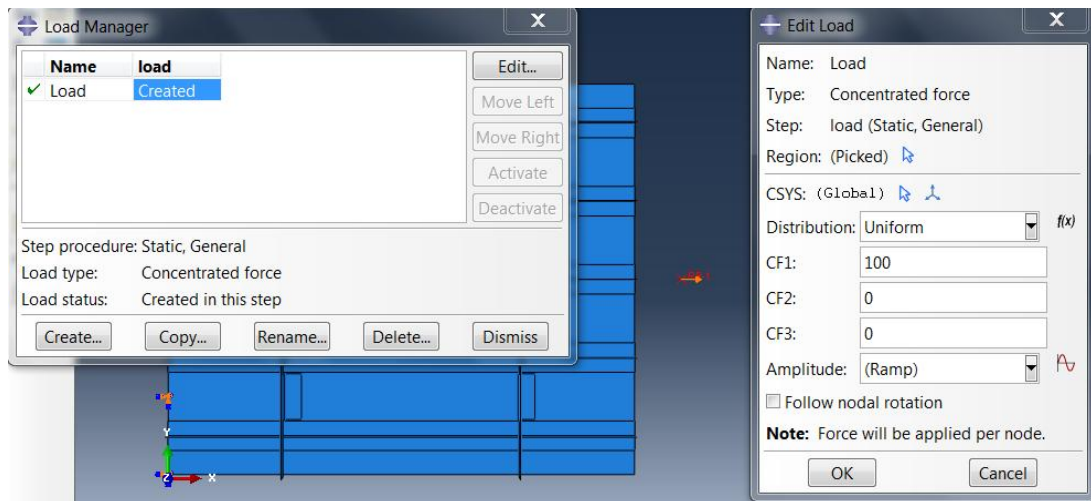 Load Manager
X
Name load
✓ Load Created
Edit...
Move Left
Move Right
Activate
Deactivate
Step procedure: Static, General
Load type: Concentrated force
Load status: Created in this step
Create... Copy... Rename... Delete... Dismiss
Y
Z X
Edit Load
X
Name: Load
Type: Concentrated force
Step: load (Static, General)
Region: (Picked)
CSYS: (Global)
Distribution: Uniform f(x)
CF1: 100
CF2: 0
CF3: 0
Amplitude: (Ramp)
Follow nodal rotation
Note: Force will be applied per node.
OK Cancel